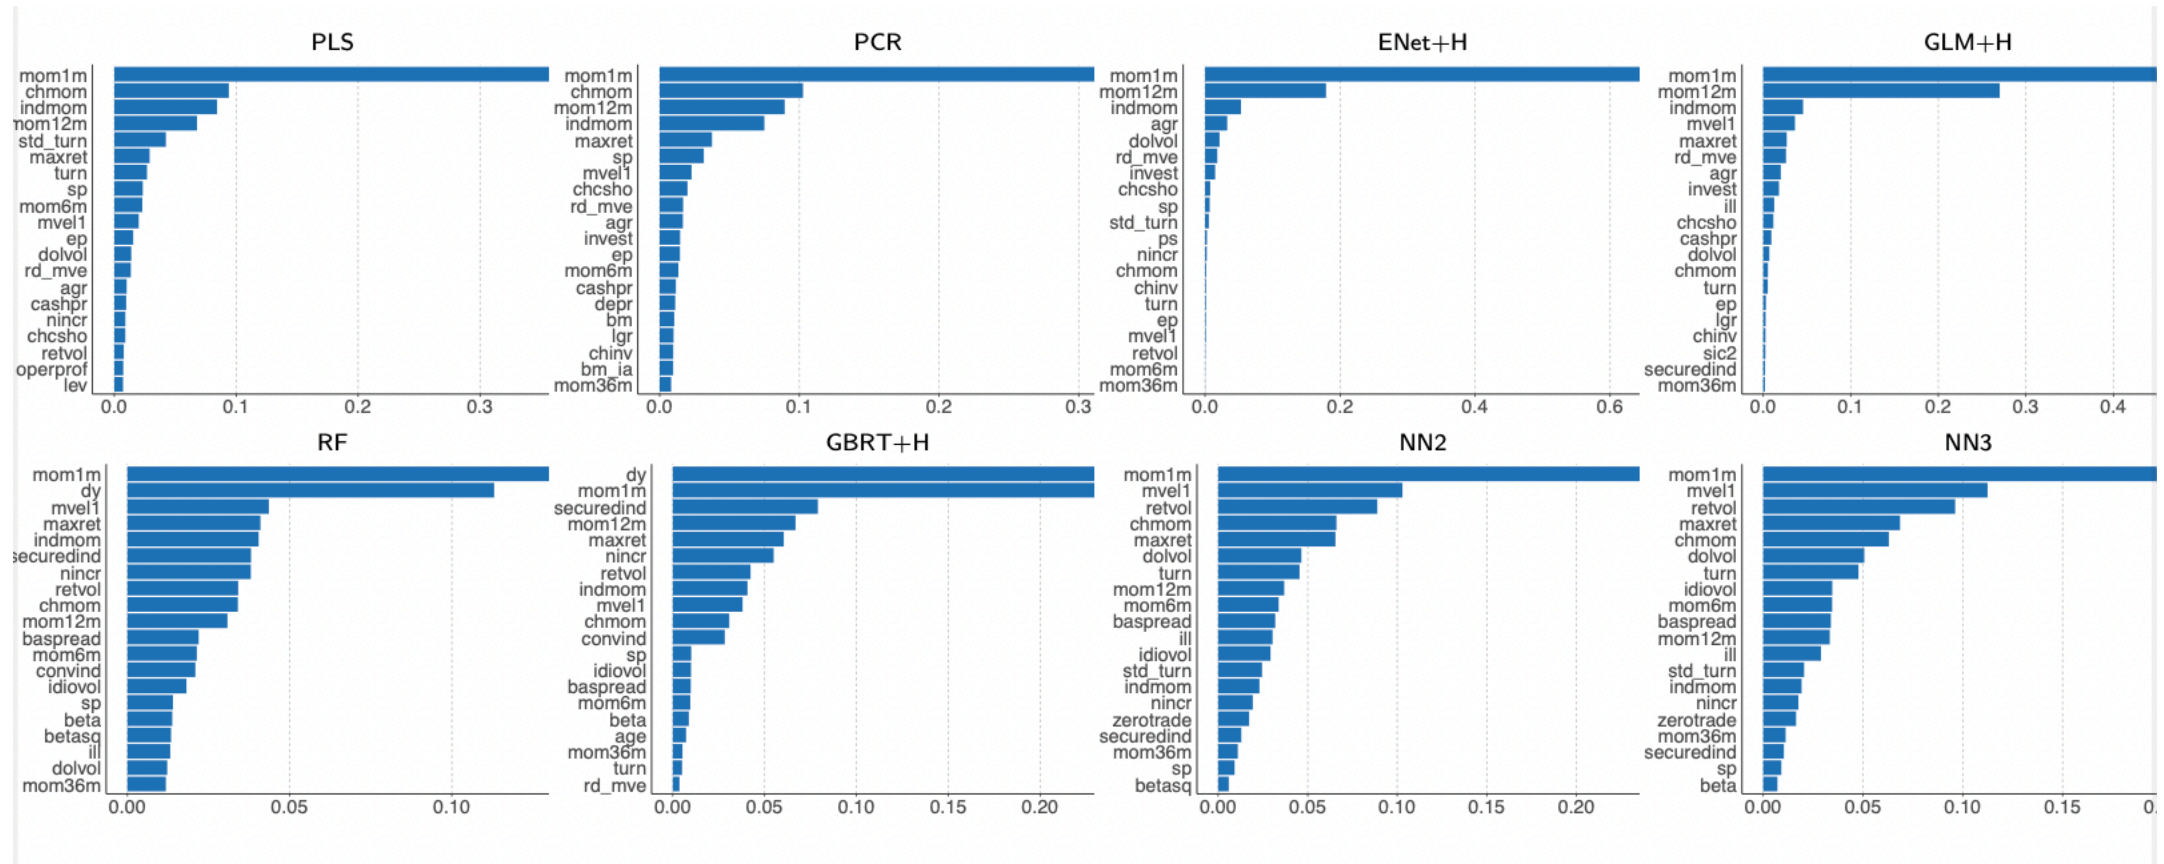 PLS
mom1m
chmom
indmom
mom12m
std_turn
maxret
turn
sp
mom6m
mvel1
ep
dolvol
rd_mve
agr
cashpr
nincr
chcsho
retvol
operprof
lev
0.0 0.1 0.2 0.3
PCR
mom1m
chmom
mom12m
indmom
maxret
sp
mvel1
chcsho
rd_mve
agr
invest
ep
mom6m
cashpr
depr
bm
lgr
chinv
bm_ia
mom36m
0.0 0.1 0.2 0.3
ENet+H
mom1m
mom12m
indmom
agr
dolvol
rd_mve
invest
chcsho
sp
std_turn
ps
nincr
chmom
chinv
turn
ep
mvel1
retvol
mom6m
mom36m
0.0 0.2 0.4 0.6
GLM+H
mom1m
mom12m
indmom
mvel1
maxret
rd_mve
agr
invest
ill
chcsho
cashpr
dolvol
chmom
turn
ep
lgr
chinv
sic2
securedind
mom36m
0.0 0.1 0.2 0.3 0.4
RF
mom1m
dy
mvel1
maxret
indmom
securedind
nincr
retvol
chmom
mom12m
baspread
mom6m
convind
idiovol
sp
beta
betasq
ill
dolvol
mom36m
0.00 0.05 0.10
GBRT+H
dy
mom1m
securedind
mom12m
maxret
nincr
retvol
indmom
mvel1
chmom
convind
sp
idiovol
baspread
mom6m
beta
age
mom36m
turn
rd_mve
0.00 0.05 0.10 0.15 0.20
NN2
mom1m
mvel1
retvol
chmom
maxret
dolvol
turn
mom12m
mom6m
baspread
ill
idiovol
std_turn
indmom
nincr
zerotrade
securedind
mom36m
sp
betasq
0.00 0.05 0.10 0.15 0.20
NN3
mom1m
mvel1
retvol
maxret
chmom
dolvol
turn
idiovol
mom6m
baspread
mom12m
ill
std_turn
indmom
nincr
zerotrade
mom36m
securedind
sp
beta
0.00 0.05 0.10 0.15